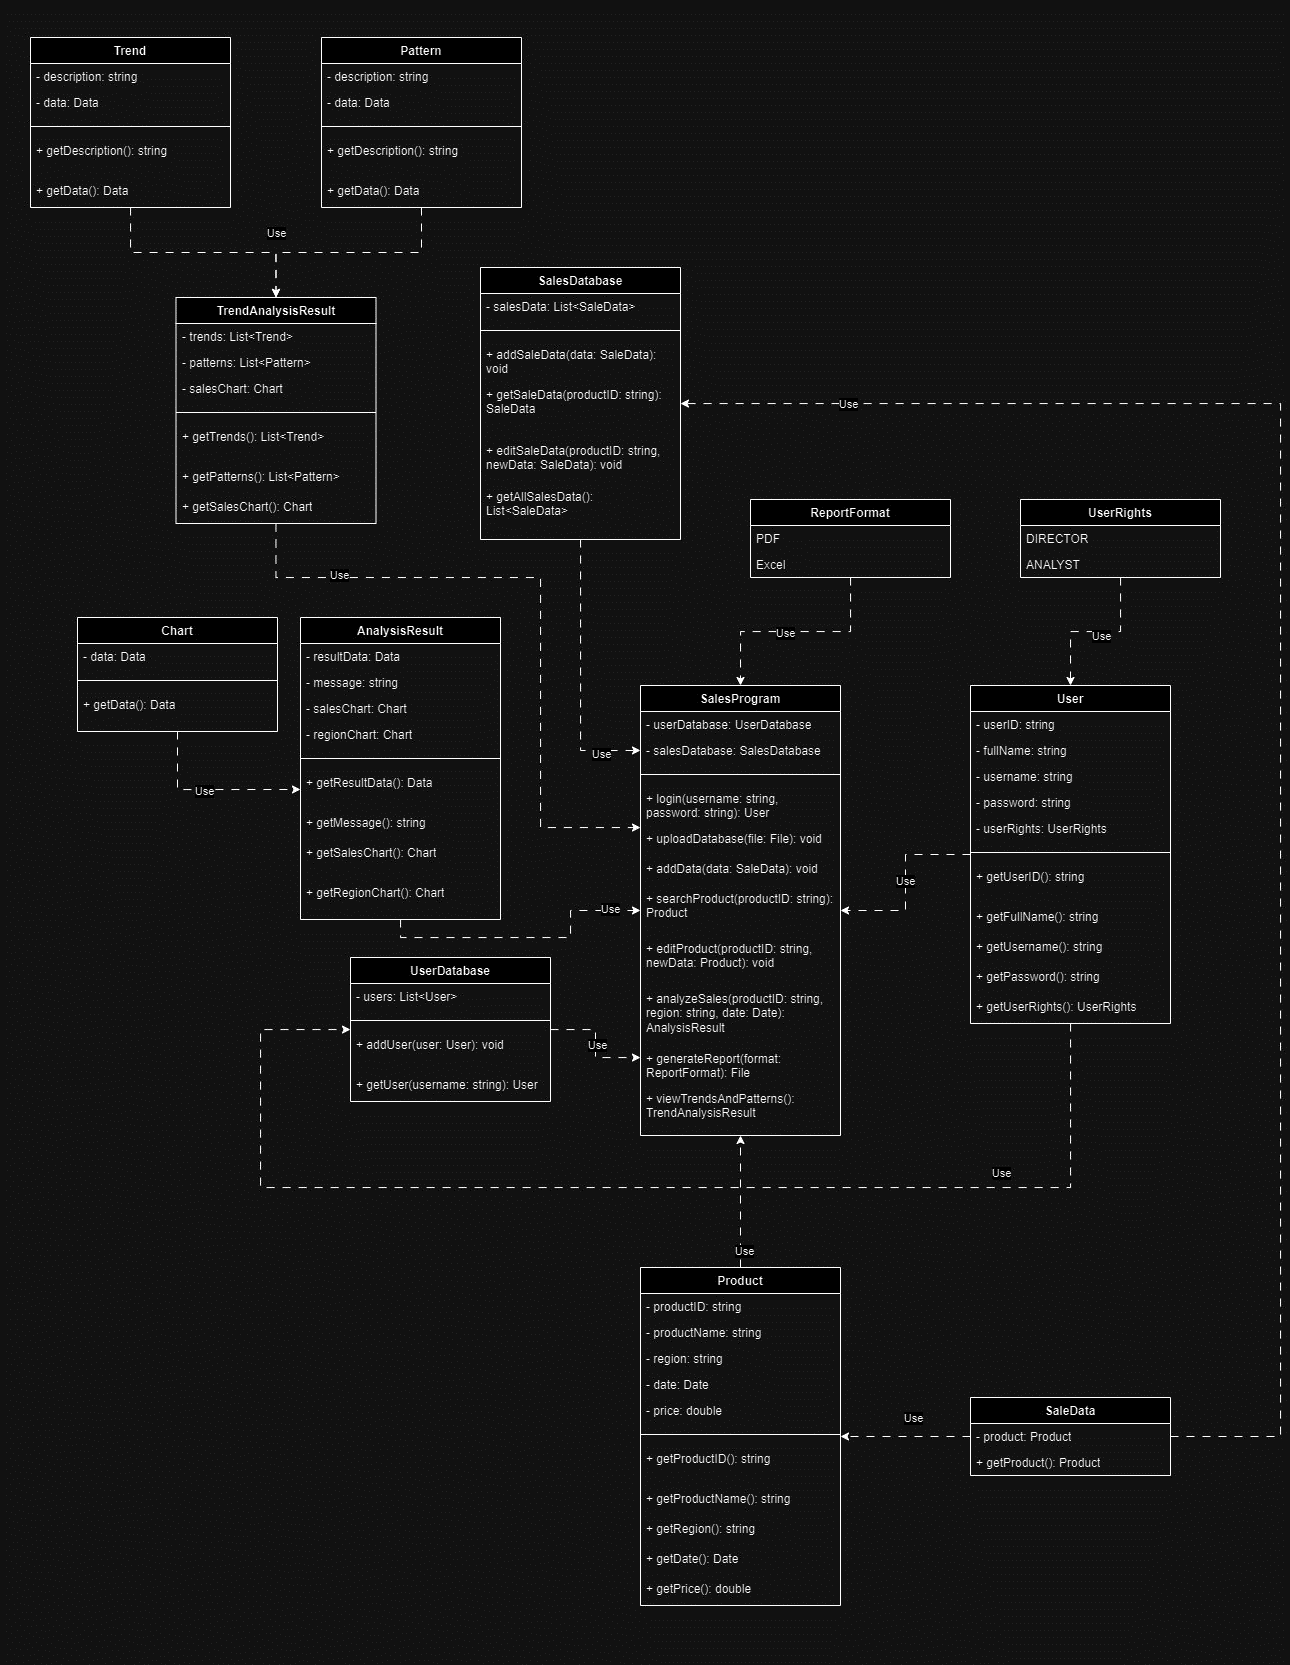 Trend
- description: string
- data: Data
+ getDescription(): string
+ getData(): Data
Pattern
- description: string
- data: Data
+ getDescription(): string
+ getData(): Data
Use
TrendAnalysisResult
- trends: List<Trend>
- patterns: List<Pattern>
- salesChart: Chart
+ getTrends(): List<Trend>
+ getPatterns(): List<Pattern>
+ getSalesChart(): Chart
SalesDatabase
- salesData: List<SaleData>
+ addSaleData(data: SaleData):
void
+ getSaleData(productID: string):
SaleData
+ editSaleData(productID: string,
newData: SaleData): void
+ getAllSalesData():
List<SaleData>
Use
ReportFormat
PDF
Excel
UserRights
DIRECTOR
ANALYST
Use
Use
Use
Chart
- data: Data
+ getData(): Data
Use
AnalysisResult
- resultData: Data
- message: string
- salesChart: Chart
- regionChart: Chart
+ getResultData(): Data
+ getMessage(): string
+ getSalesChart(): Chart
+ getRegionChart(): Chart
Use
Use
SalesProgram
- userDatabase: UserDatabase
- salesDatabase: SalesDatabase
+ login(username: string,
password: string): User
+ uploadDatabase(file: File): void
+ addData(data: SaleData): void
+ searchProduct(productID: string):
Product
+ editProduct(productID: string,
newData: Product): void
+ analyzeSales(productID: string,
region: string, date: Date):
AnalysisResult
+ generateReport(format:
ReportFormat): File
+ viewTrendsAndPatterns():
TrendAnalysisResult
Use
User
- userID: string
- fullName: string
- username: string
- password: string
- userRights: UserRights
+ getUserID(): string
+ getFullName(): string
+ getUsername(): string
+ getPassword(): string
+ getUserRights(): UserRights
UserDatabase
- users: List<User>
+ addUser(user: User): void
+ getUser(username: string): User
Use
Use
Use
Product
- productID: string
- productName: string
- region: string
- date: Date
- price: double
+ getProductID(): string
+ getProductName(): string
+ getRegion(): string
+ getDate(): Date
+ getPrice(): double
Use
SaleData
- product: Product
+ getProduct(): Product